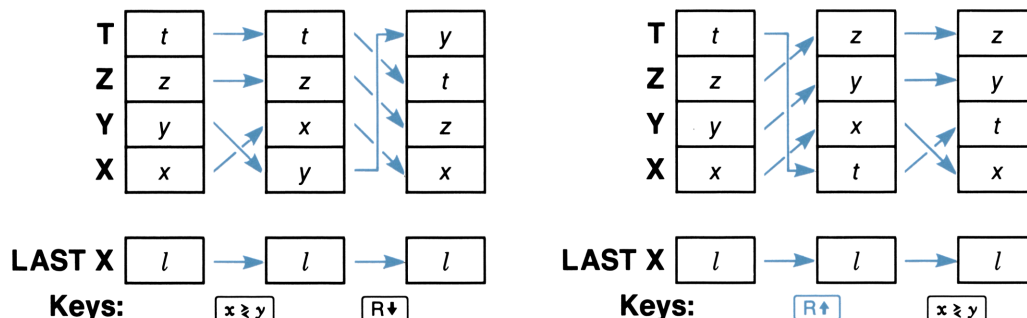 T t t y t z z
Z z z t z y y
Y y x z y x t
X x y x x t x
LAST X l l l LAST X l l l
Keys: x≷y R↓ Keys: R↑ x≷y